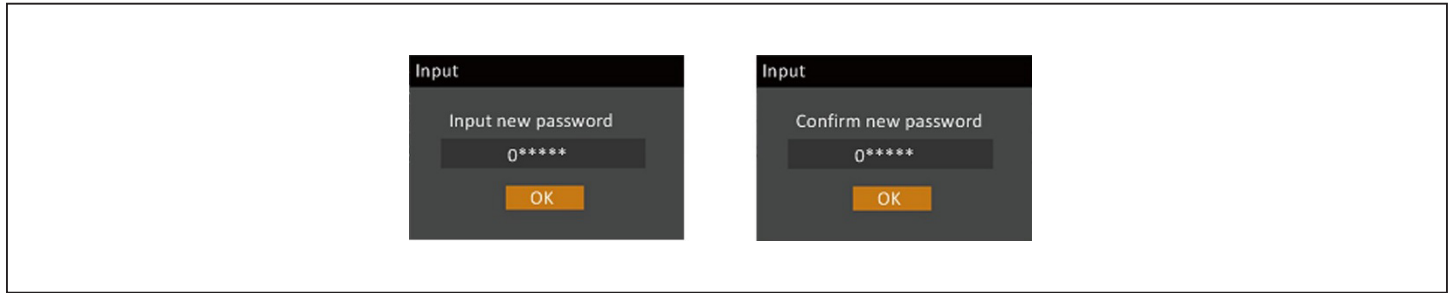 Input
Input new password
0*****
OK
Input
Confirm new password
0*****
OK